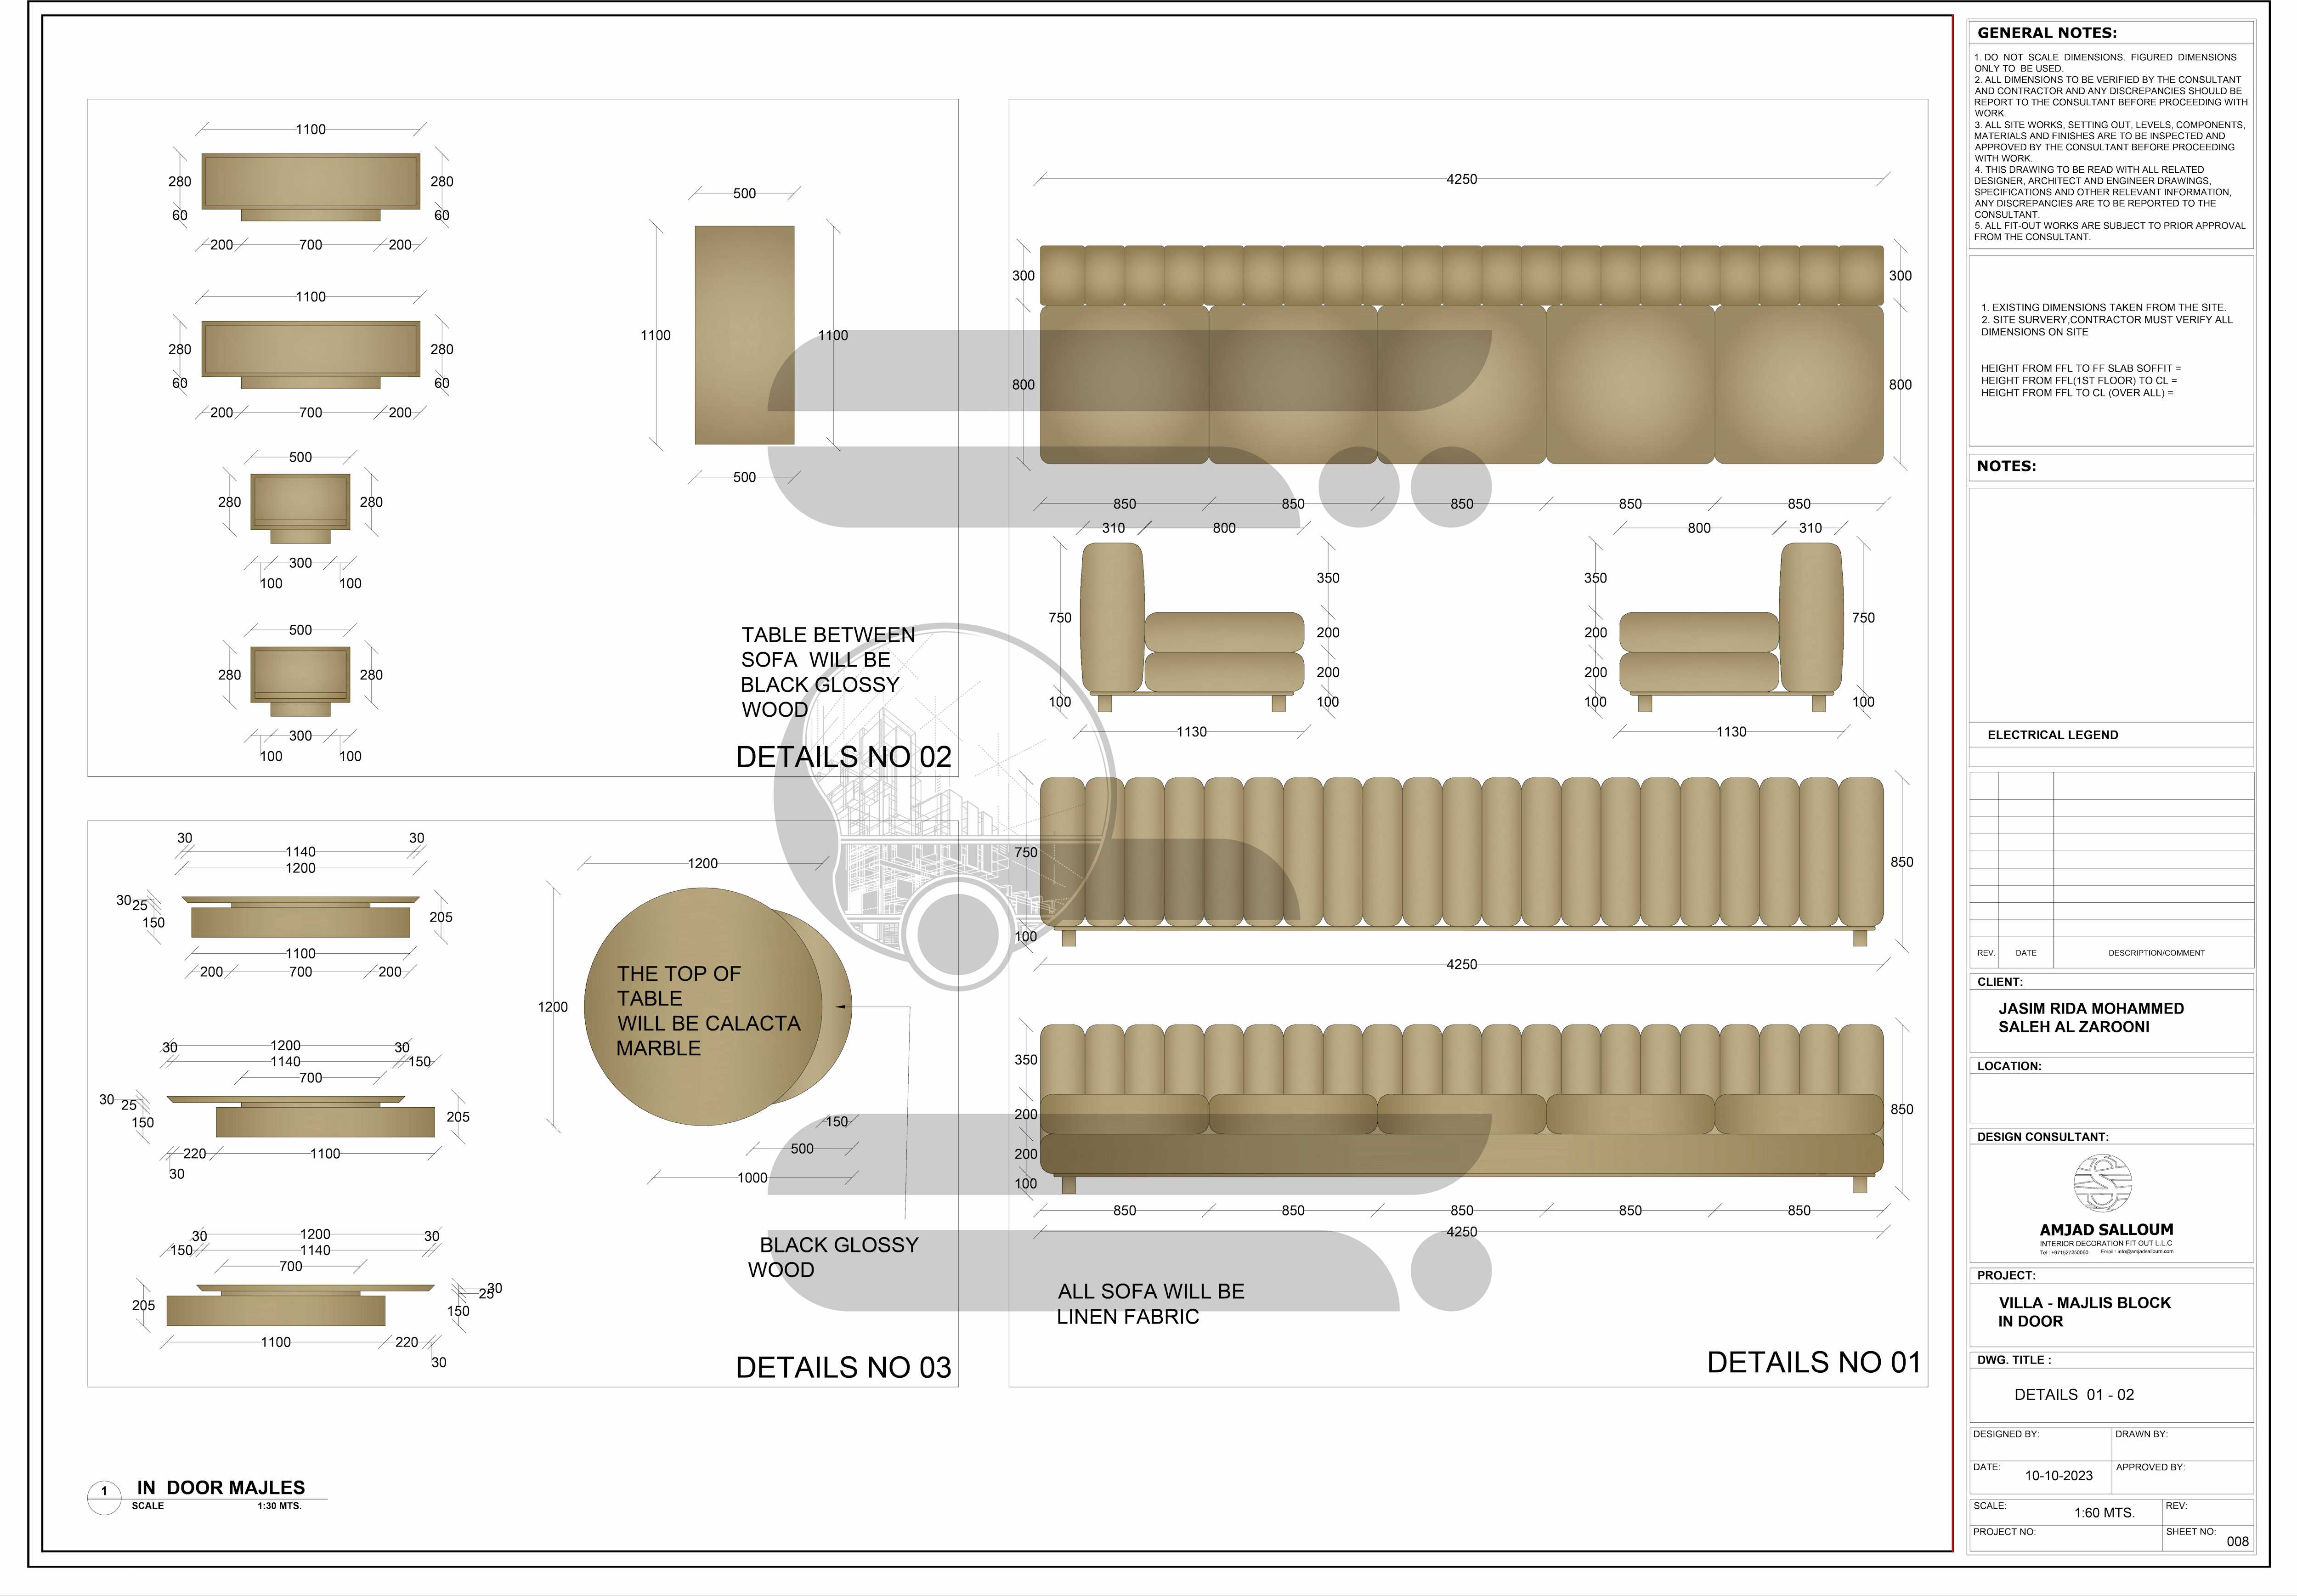 1100
280
280
60
60
200
700
200
1100
280
280
60
60
200
700
200
500
280
280
300
100
100
500
280
280
300
100
100
500
1100
1100
500
TABLE BETWEEN
SOFA WILL BE
BLACK GLOSSY
WOOD
DETAILS NO 02
30
30
1140
1200
30
25
150
205
1100
200
700
200
30
1200
30
1140
150
700
30
25
150
205
220
1100
30
30
1200
30
150
1140
700
205
30
25
150
1100
220
30
1200
1200
THE TOP OF
TABLE
WILL BE CALACTA
MARBLE
150
500
1000
BLACK GLOSSY
WOOD
DETAILS NO 03
4250
300
300
800
800
850
850
850
850
850
310
800
800
310
350
350
750
750
200
200
200
200
100
100
100
100
1130
1130
750
850
100
4250
350
850
200
200
100
850
850
850
850
850
4250
ALL SOFA WILL BE
LINEN FABRIC
DETAILS NO 01
1
IN DOOR MAJLES
SCALE 1:30 MTS.
GENERAL NOTES:
1. DO NOT SCALE DIMENSIONS. FIGURED DIMENSIONS
ONLY TO BE USED.
2. ALL DIMENSIONS TO BE VERIFIED BY THE CONSULTANT
AND CONTRACTOR AND ANY DISCREPANCIES SHOULD BE
REPORT TO THE CONSULTANT BEFORE PROCEEDING WITH
WORK.
3. ALL SITE WORKS, SETTING OUT, LEVELS, COMPONENTS,
MATERIALS AND FINISHES ARE TO BE INSPECTED AND
APPROVED BY THE CONSULTANT BEFORE PROCEEDING
WITH WORK.
4. THIS DRAWING TO BE READ WITH ALL RELATED
DESIGNER, ARCHITECT AND ENGINEER DRAWINGS,
SPECIFICATIONS AND OTHER RELEVANT INFORMATION,
ANY DISCREPANCIES ARE TO BE REPORTED TO THE
CONSULTANT.
5. ALL FIT-OUT WORKS ARE SUBJECT TO PRIOR APPROVAL
FROM THE CONSULTANT.
1. EXISTING DIMENSIONS TAKEN FROM THE SITE.
2. SITE SURVERY,CONTRACTOR MUST VERIFY ALL
DIMENSIONS ON SITE
HEIGHT FROM FFL TO FF SLAB SOFFIT =
HEIGHT FROM FFL(1ST FLOOR) TO CL =
HEIGHT FROM FFL TO CL (OVER ALL) =
NOTES:
ELECTRICAL LEGEND
REV. DATE DESCRIPTION/COMMENT
CLIENT:
JASIM RIDA MOHAMMED
SALEH AL ZAROONI
LOCATION:
DESIGN CONSULTANT:
AMJAD SALLOUM
INTERIOR DECORATION FIT OUT L.L.C
Tel : +971527250060 Email : info@amjadsalloum.com
PROJECT:
VILLA - MAJLIS BLOCK
IN DOOR
DWG. TITLE :
DETAILS 01 - 02
DESIGNED BY: DRAWN BY:
DATE: 10-10-2023 APPROVED BY:
SCALE: 1:60 MTS. REV:
PROJECT NO: SHEET NO: 008